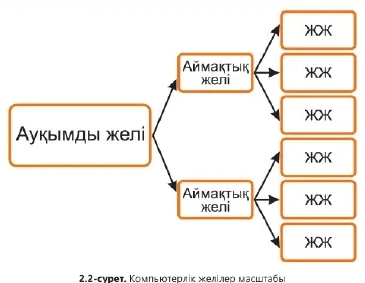 Ауқымды желі
Аймақтық
желі
ЖЖ
ЖЖ
ЖЖ
Аймақтық
желі
ЖЖ
ЖЖ
ЖЖ
2.2-сурет. Компьютерлік желілер масштабы